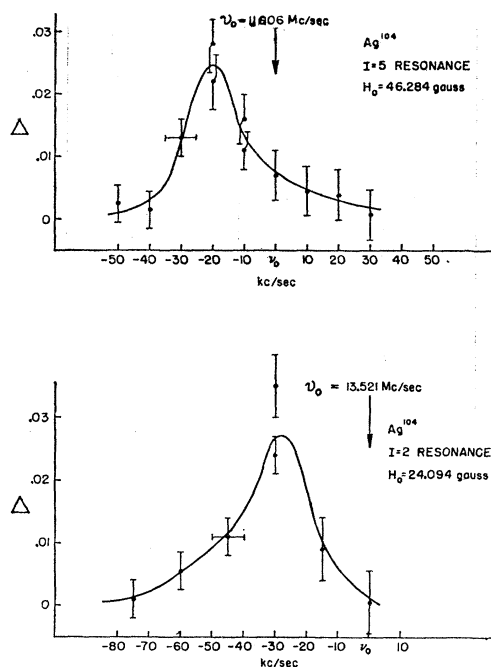 𝜈₀=11.806 Mc/sec
Ag¹⁰⁴
I=5 RESONANCE
H₀=46.284 gauss
.03
.02
.01
0
Δ
-50 -40 -30 -20 -10 𝜈₀ 10 20 30 40 50
kc/sec
𝜈₀ = 13.521 Mc/sec
Ag¹⁰⁴
I=2 RESONANCE
H₀=24.094 gauss
.03
.02
.01
0
Δ
-80 -70 -60 -50 -40 -30 -20 -10 𝜈₀ 10
kc/sec